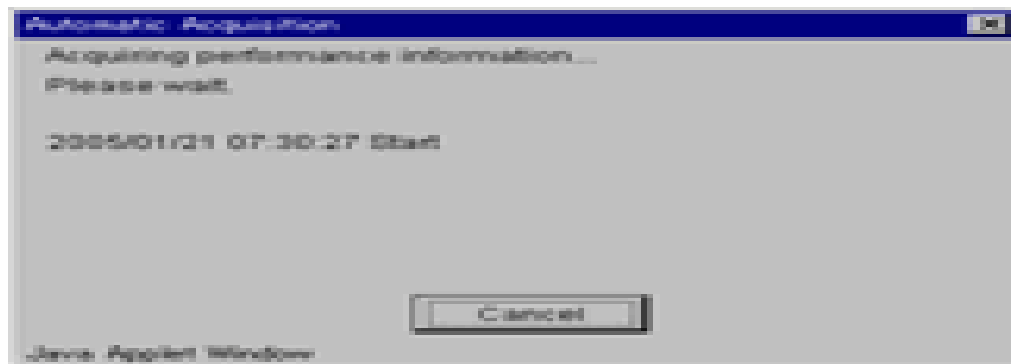 Automatic Acquisition
Acquiring performance information...
Please wait.
2005/01/21 07:30:27 Start
Cancel
Java Applet Window